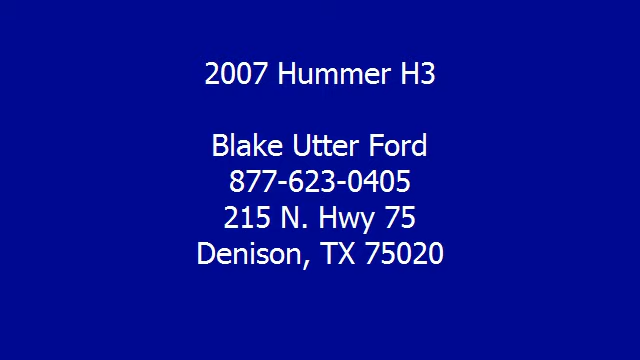 2007 Hummer H3
Blake Utter Ford
877-623-0405
215 N. Hwy 75
Denison, TX 75020